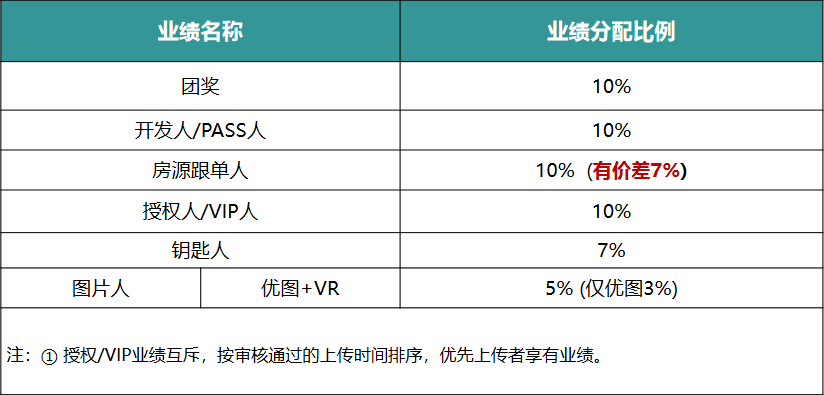 业绩名称 业绩分配比例
团奖 10%
开发人/PASS人 10%
房源跟单人 10% (有价差7%)
授权人/VIP人 10%
钥匙人 7%
图片人 优图+VR 5% (仅优图3%)
注：① 授权/VIP业绩互斥，按审核通过的上传时间排序，优先上传者享有业绩。